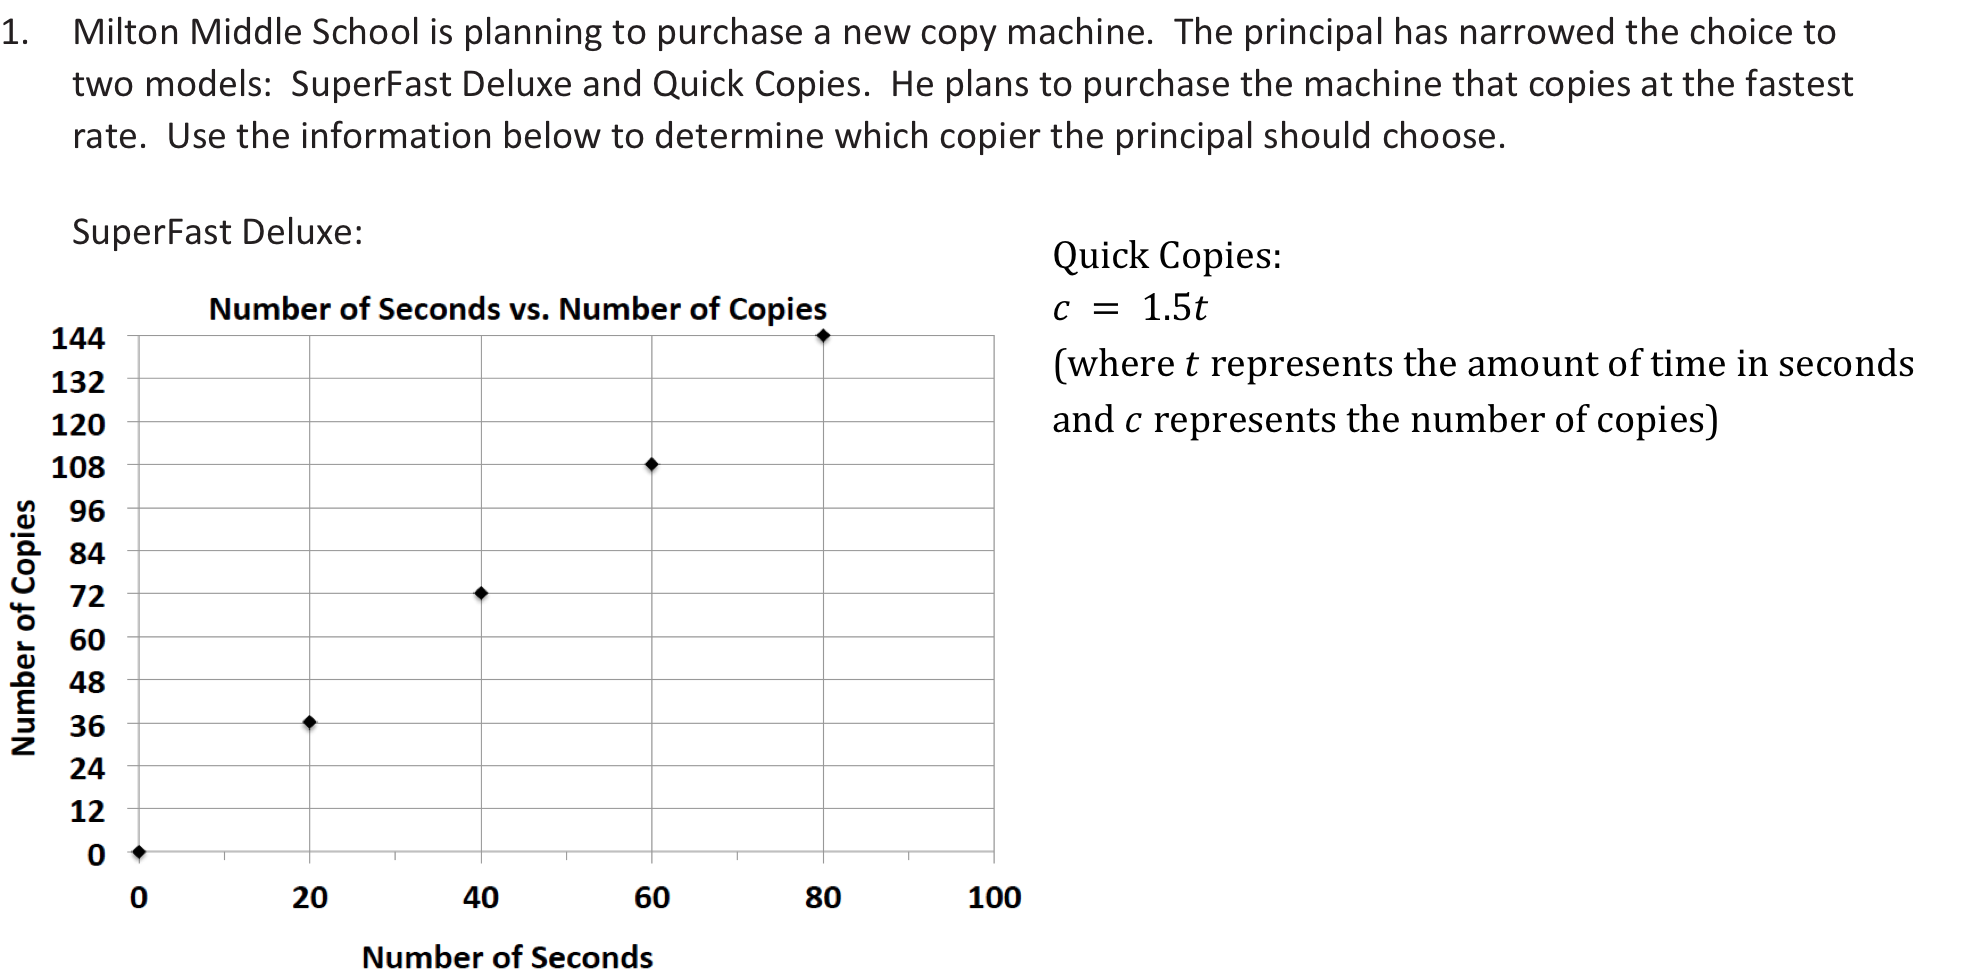 1. Milton Middle School is planning to purchase a new copy machine. The principal has narrowed the choice to
two models: SuperFast Deluxe and Quick Copies. He plans to purchase the machine that copies at the fastest
rate. Use the information below to determine which copier the principal should choose.
SuperFast Deluxe:
Number of Seconds vs. Number of Copies
144
132
120
108
96
84
72
60
48
36
24
12
0
Number of Copies
0 20 40 60 80 100
Number of Seconds
Quick Copies:
c = 1.5t
(where t represents the amount of time in seconds
and c represents the number of copies)